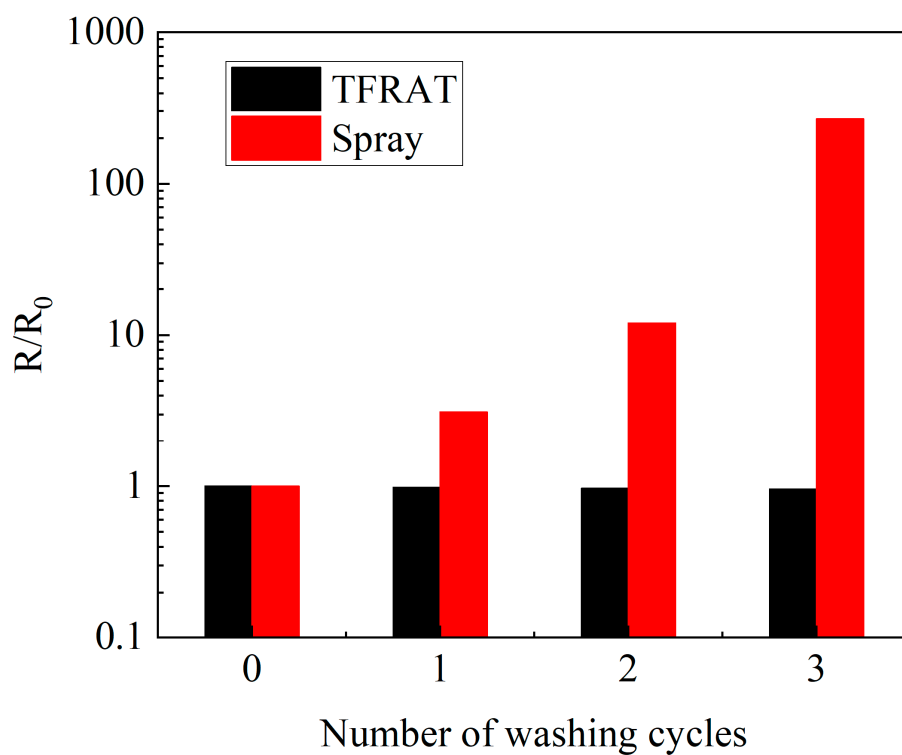 1000
100
10
1
0.1
R/R₀
TFRAT
Spray
0 1 2 3
Number of washing cycles